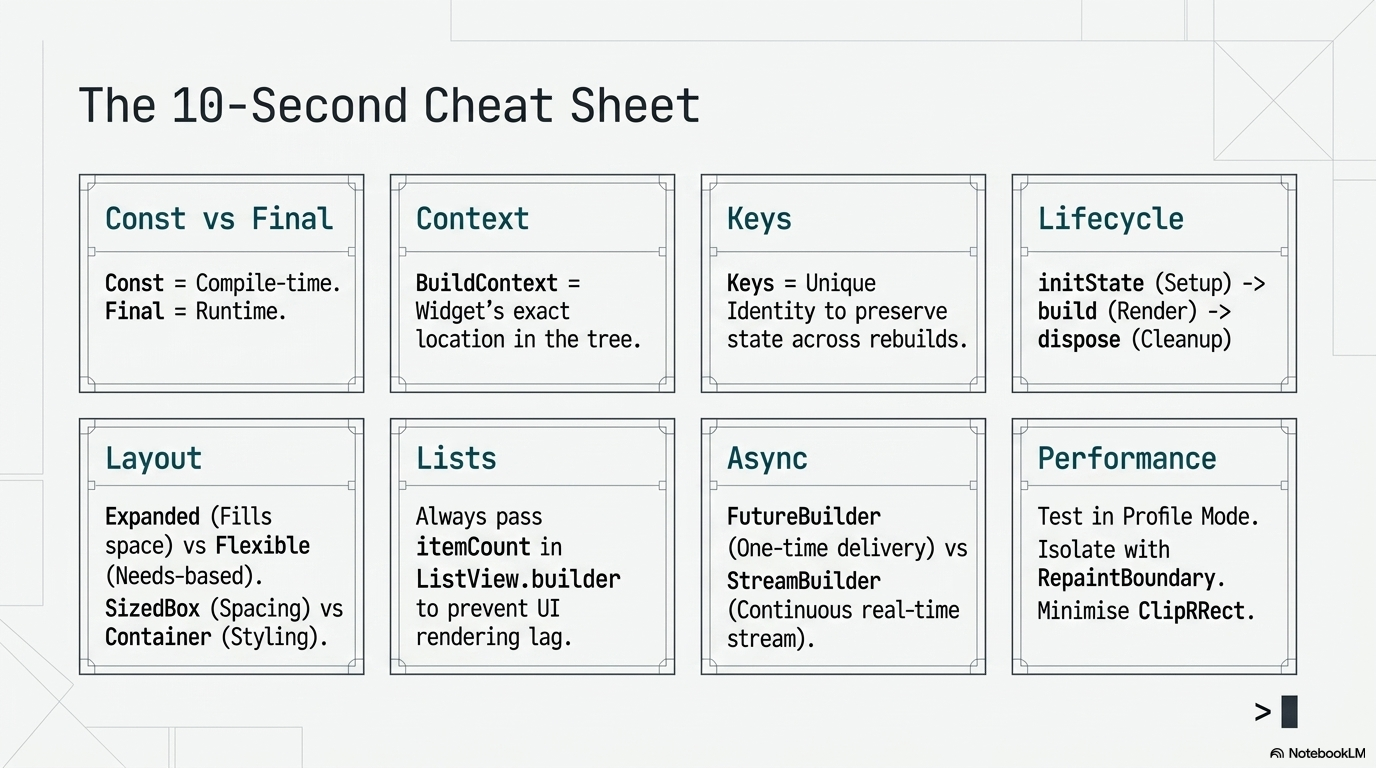 The 10-Second Cheat Sheet
Const vs Final
Const = Compile-time.
Final = Runtime.
Context
BuildContext =
Widget’s exact
location in the tree.
Keys
Keys = Unique
Identity to preserve
state across rebuilds.
Lifecycle
initState (Setup) ->
build (Render) ->
dispose (Cleanup)
Layout
Expanded (Fills
space) vs Flexible
(Needs-based).
SizedBox (Spacing) vs
Container (Styling).
Lists
Always pass
itemCount in
ListView.builder
to prevent UI
rendering lag.
Async
FutureBuilder
(One-time delivery) vs
StreamBuilder
(Continuous real-time
stream).
Performance
Test in Profile Mode.
Isolate with
RepaintBoundary.
Minimise ClipRRect.
>
NotebookLM